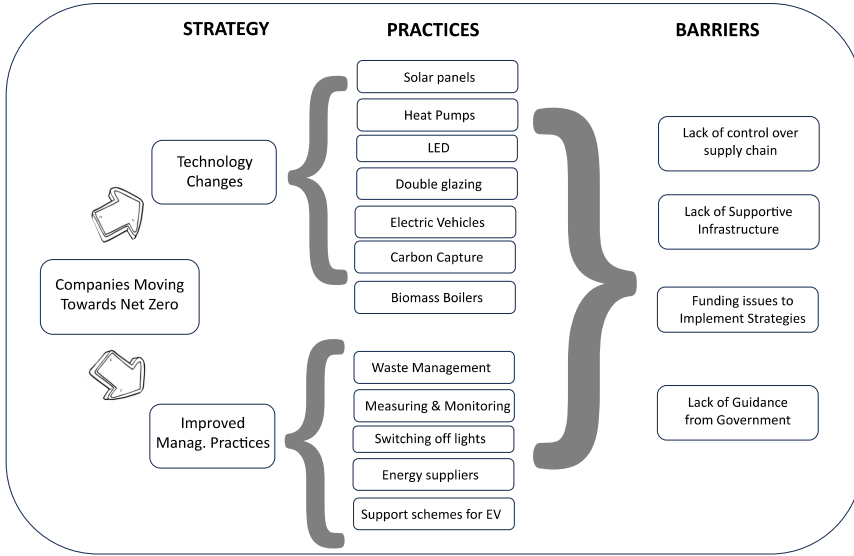 STRATEGY
PRACTICES
BARRIERS
Companies Moving
Towards Net Zero
Technology
Changes
Improved
Manag. Practices
Solar panels
Heat Pumps
LED
Double glazing
Electric Vehicles
Carbon Capture
Biomass Boilers
Waste Management
Measuring & Monitoring
Switching off lights
Energy suppliers
Support schemes for EV
Lack of control over
supply chain
Lack of Supportive
Infrastructure
Funding issues to
Implement Strategies
Lack of Guidance
from Government